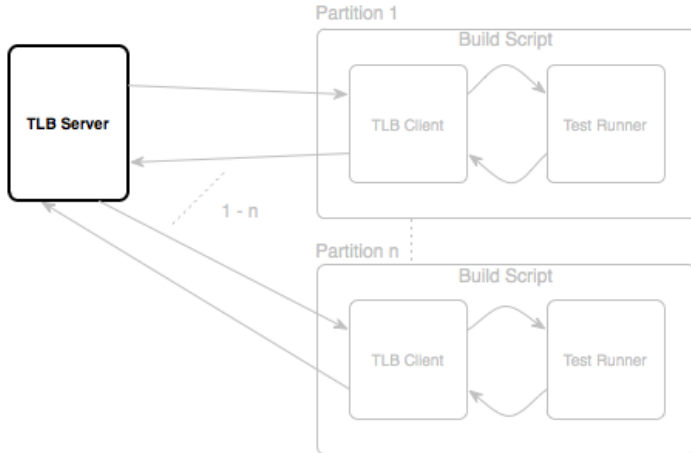 Partition 1
Build Script
TLB Server
TLB Client
Test Runner
1 - n
Partition n
Build Script
TLB Client
Test Runner